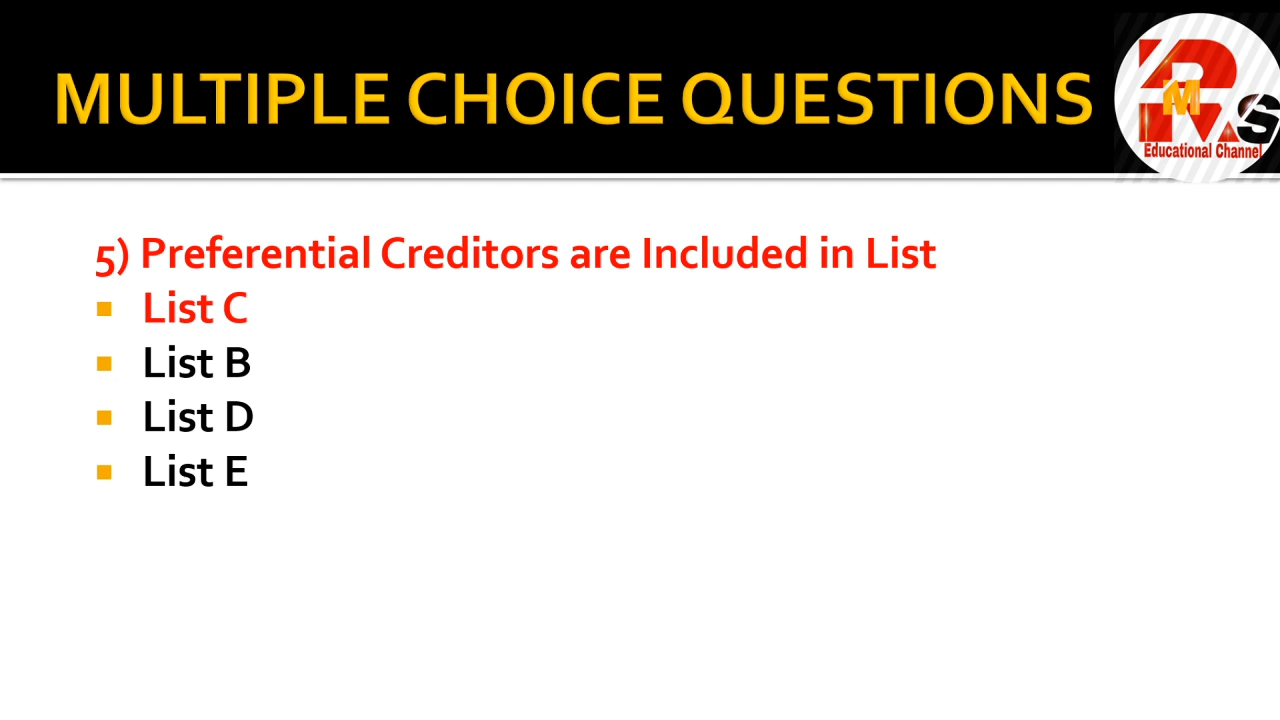 MULTIPLE CHOICE QUESTIONS
M
S
Educational Channel
5) Preferential Creditors are Included in List
List C
List B
List D
List E